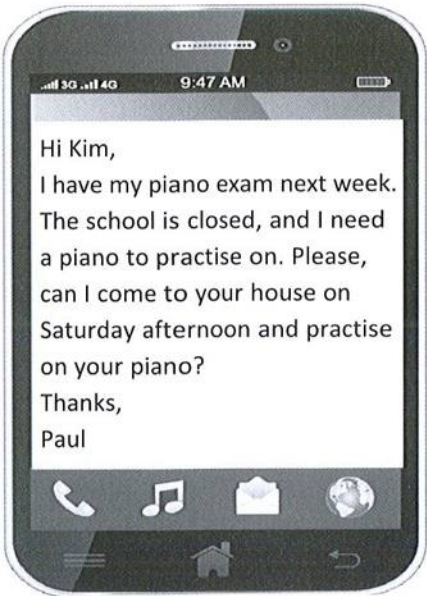 3G 4G 9:47 AM
Hi Kim,
I have my piano exam next week.
The school is closed, and I need
a piano to practise on. Please,
can I come to your house on
Saturday afternoon and practise
on your piano?
Thanks,
Paul